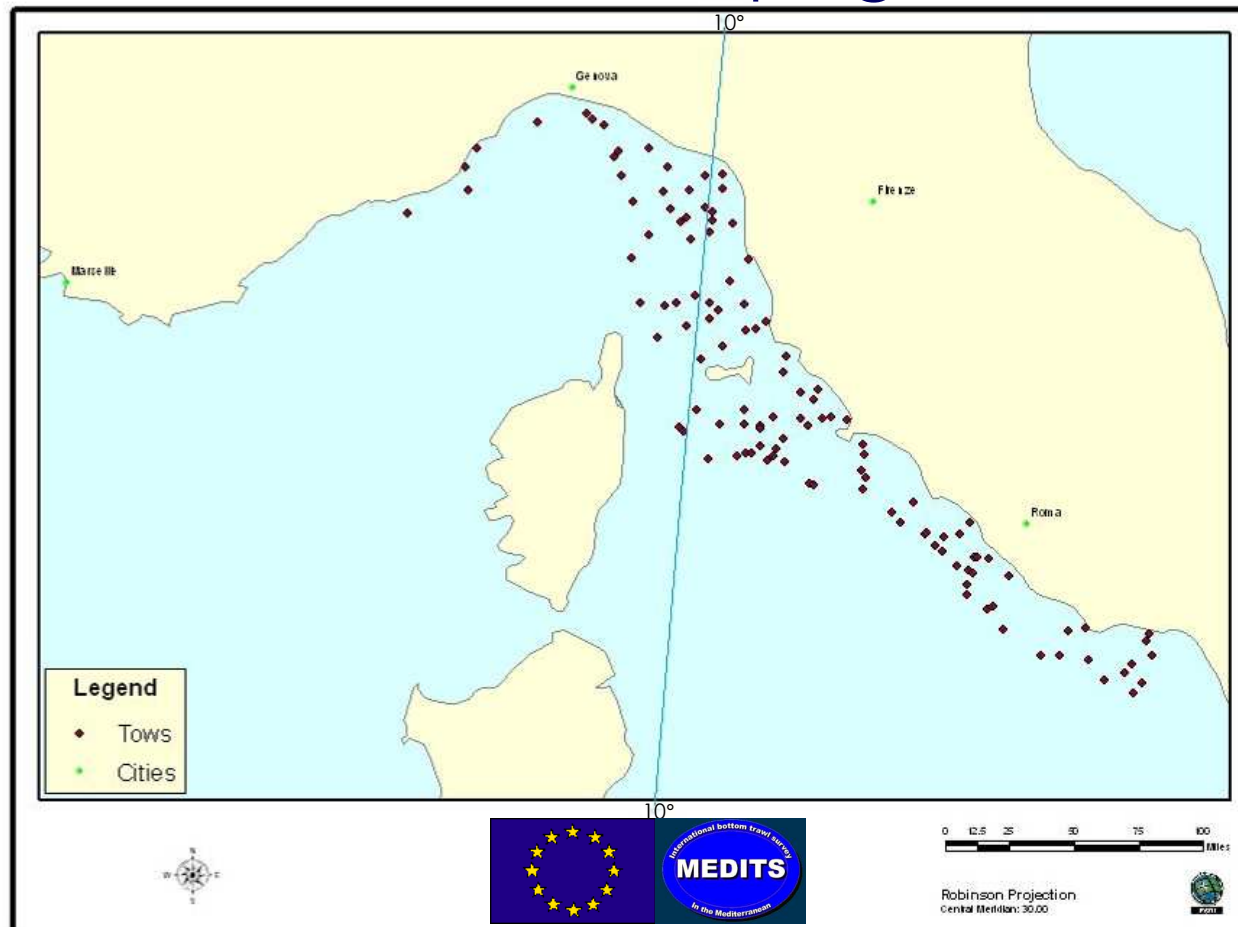 10°
Genova
Firenze
Marseille
Roma
Legend
Tows
Cities
10°
International bottom trawl survey
MEDITS
In the Mediterranean
N
W E
S
0 12.5 25 50 75 100
Miles
Robinson Projection
Central Meridian: 30.00